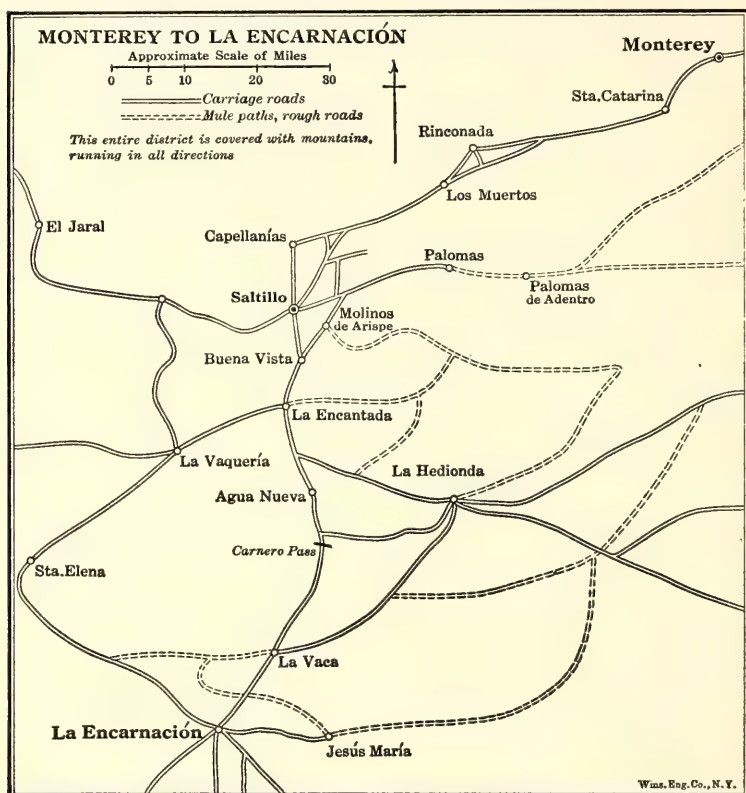 MONTEREY TO LA ENCARNACIÓN
Approximate Scale of Miles
0 5 10 20 30
Carriage roads
Mule paths, rough roads
This entire district is covered with mountains,
running in all directions
Monterey
Sta.Catarina
Rinconada
Los Muertos
El Jaral
Capellanías
Palomas
Saltillo
Palomas
de Adentro
Molinos
de Arispe
Buena Vista
La Encantada
La Vaquería
La Hedionda
Agua Nueva
Carnero Pass
Sta.Elena
La Vaca
La Encarnación
Jesús María
Wms.Eng.Co.,N.Y.